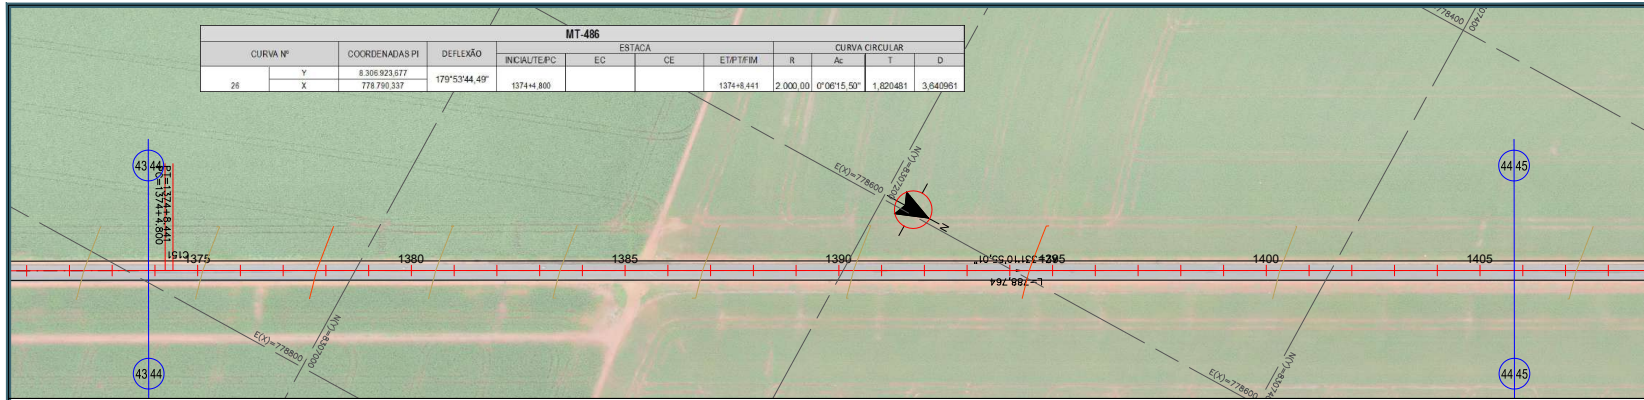 MT-486
CURVA Nº COORDENADAS PI DEFLEXÃO ESTACA CURVA CIRCULAR
INICIAL/TE/PC EC CE ET/PT/FIM R Ac T D
26 Y 8.306.923,677 179°53'44,49" 1374+4,800 1374+8,441 2.000,00 0°06'15,50" 1,820481 3,640961
X 778.790,337
43 44
PT=1374+8.441
PC=1374+4.800
C151
1375
1380
1385
1390
1395
1400
1405
E(X)=778600
N(Y)=8307200
N
L=788,764
44 45
E(X)=778800
N(Y)=8307000
43 44
E(X)=778600
44 45